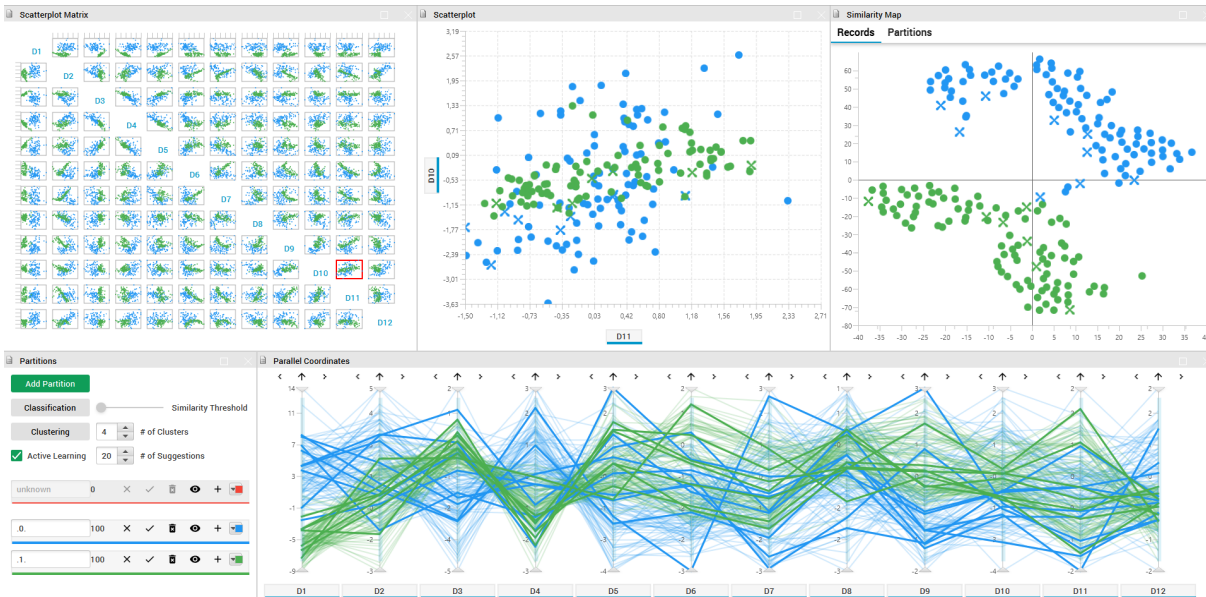 Scatterplot Matrix
D1
D2
D3
D4
D5
D6
D7
D8
D9
D10
D11
D12
Scatterplot
3,19
2,57
1,95
1,33
0,71
0,09
-0,53
-1,15
-1,77
-2,39
-3,01
-3,63
D10
-1,50
-1,12
-0,73
-0,35
0,03
0,42
0,80
1,18
1,56
1,95
2,33
2,71
D11
Similarity Map
Records Partitions
60
50
40
30
20
10
0
-10
-20
-30
-40
-50
-60
-70
-80
-40 -35 -30 -25 -20 -15 -10 -5 0 5 10 15 20 25 30 35
Partitions
Add Partition
Classification Similarity Threshold
Clustering 4 # of Clusters
Active Learning 20 # of Suggestions
unknown 0
.0. 100
.1. 100
Parallel Coordinates
14
11
7
3
-1
-5
-9
D1 D2 D3 D4 D5 D6 D7 D8 D9 D10 D11 D12